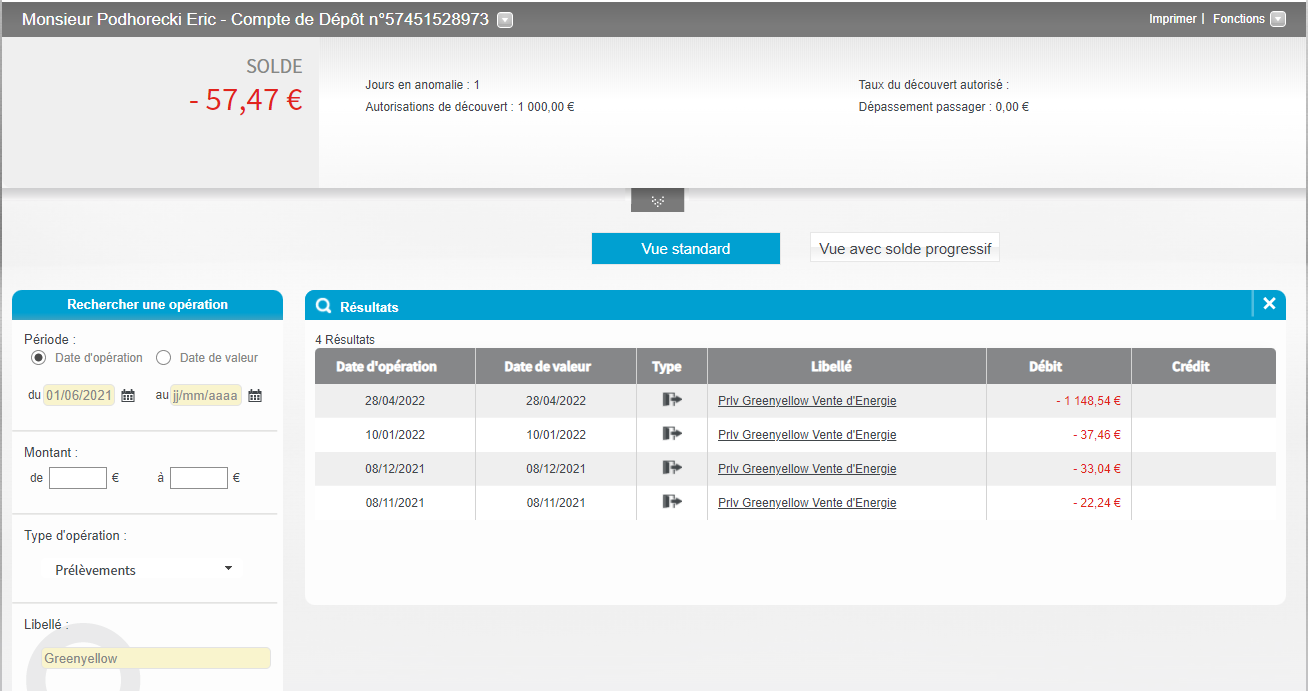 Monsieur Podhorecki Eric - Compte de Dépôt n°57451528973
Imprimer | Fonctions
SOLDE
- 57,47 €
Jours en anomalie : 1
Autorisations de découvert : 1 000,00 €
Taux du découvert autorisé :
Dépassement passager : 0,00 €
Vue standard
Vue avec solde progressif
Rechercher une opération
Période :
Date d'opération Date de valeur
du 01/06/2021 au jj/mm/aaaa
Montant :
de € à €
Type d'opération :
Prélèvements
Libellé :
Greenyellow
Résultats
4 Résultats
Date d'opération Date de valeur Type Libellé Débit Crédit
28/04/2022 28/04/2022 Prlv Greenyellow Vente d'Energie - 1 148,54 €
10/01/2022 10/01/2022 Prlv Greenyellow Vente d'Energie - 37,46 €
08/12/2021 08/12/2021 Prlv Greenyellow Vente d'Energie - 33,04 €
08/11/2021 08/11/2021 Prlv Greenyellow Vente d'Energie - 22,24 €